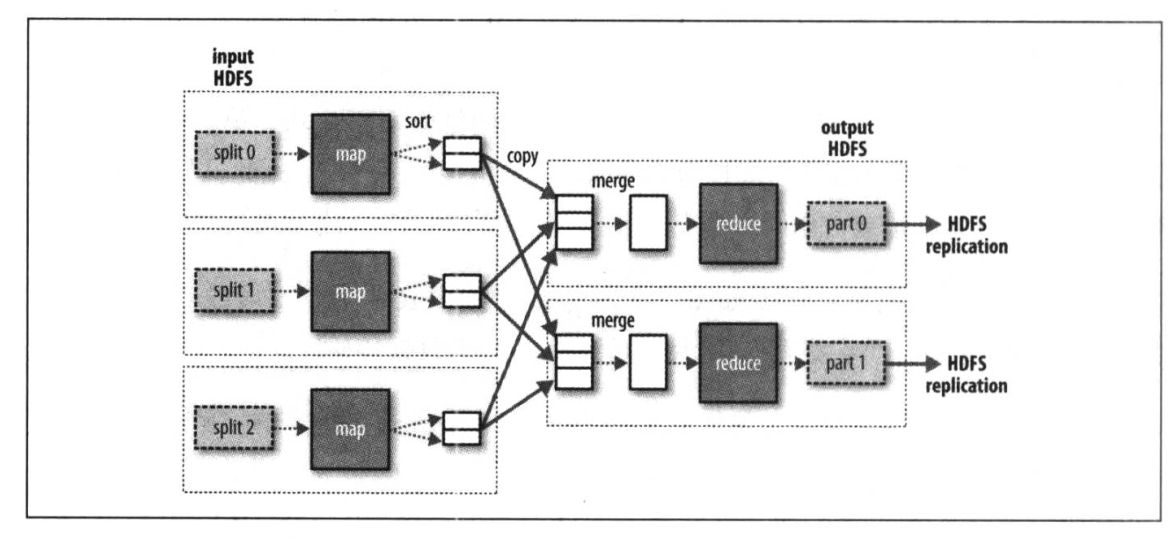 input
HDFS
split 0
map
sort
copy
split 1
map
split 2
map
output
HDFS
merge
reduce
part 0
HDFS
replication
merge
reduce
part 1
HDFS
replication